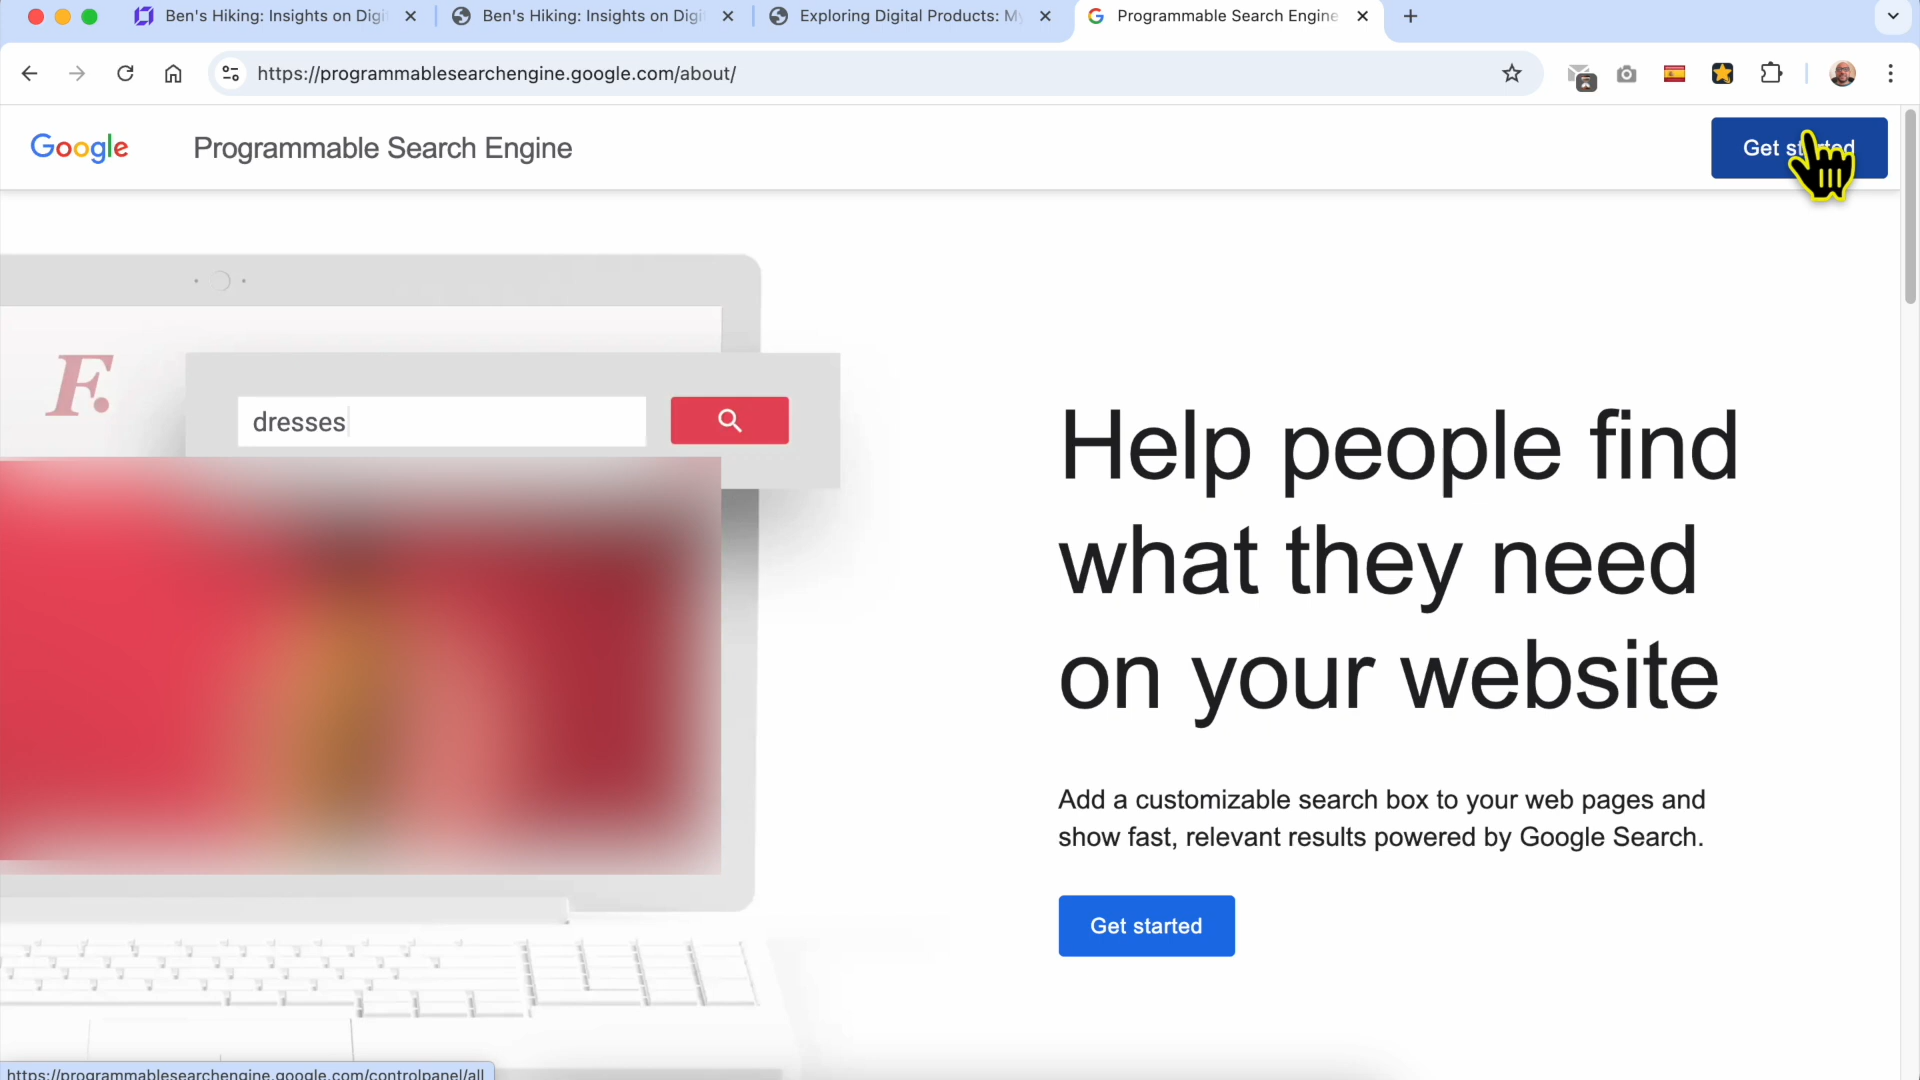 Ben's Hiking: Insights on Digi
Ben's Hiking: Insights on Digi
Exploring Digital Products: My
Programmable Search Engine
https://programmablesearchengine.google.com/about/
Google
Programmable Search Engine
Get started
F.
dresses
Help people find
what they need
on your website
Add a customizable search box to your web pages and
show fast, relevant results powered by Google Search.
Get started
https://programmablesearchengine.google.com/controlpanel/all